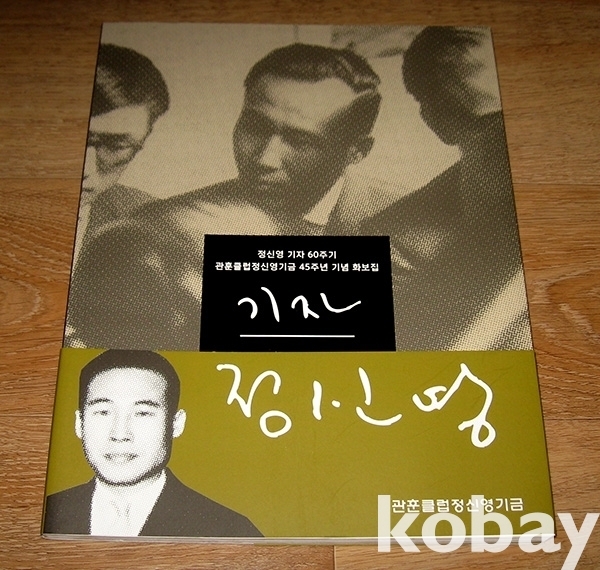 정신영 기자 60주기
관훈클럽정신영기금 45주년 기념 화보집
기자
정신영
관훈클럽정신영기금
kobay